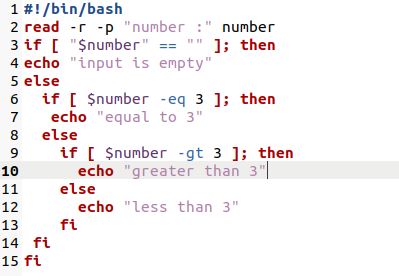 1 #!/bin/bash
2 read -r -p "number :" number
3 if [ "$number" == "" ]; then
4 echo "input is empty"
5 else
6   if [ $number -eq 3 ]; then
7    echo "equal to 3"
8   else
9     if [ $number -gt 3 ]; then
10       echo "greater than 3"
11     else
12       echo "less than 3"
13     fi
14  fi
15 fi